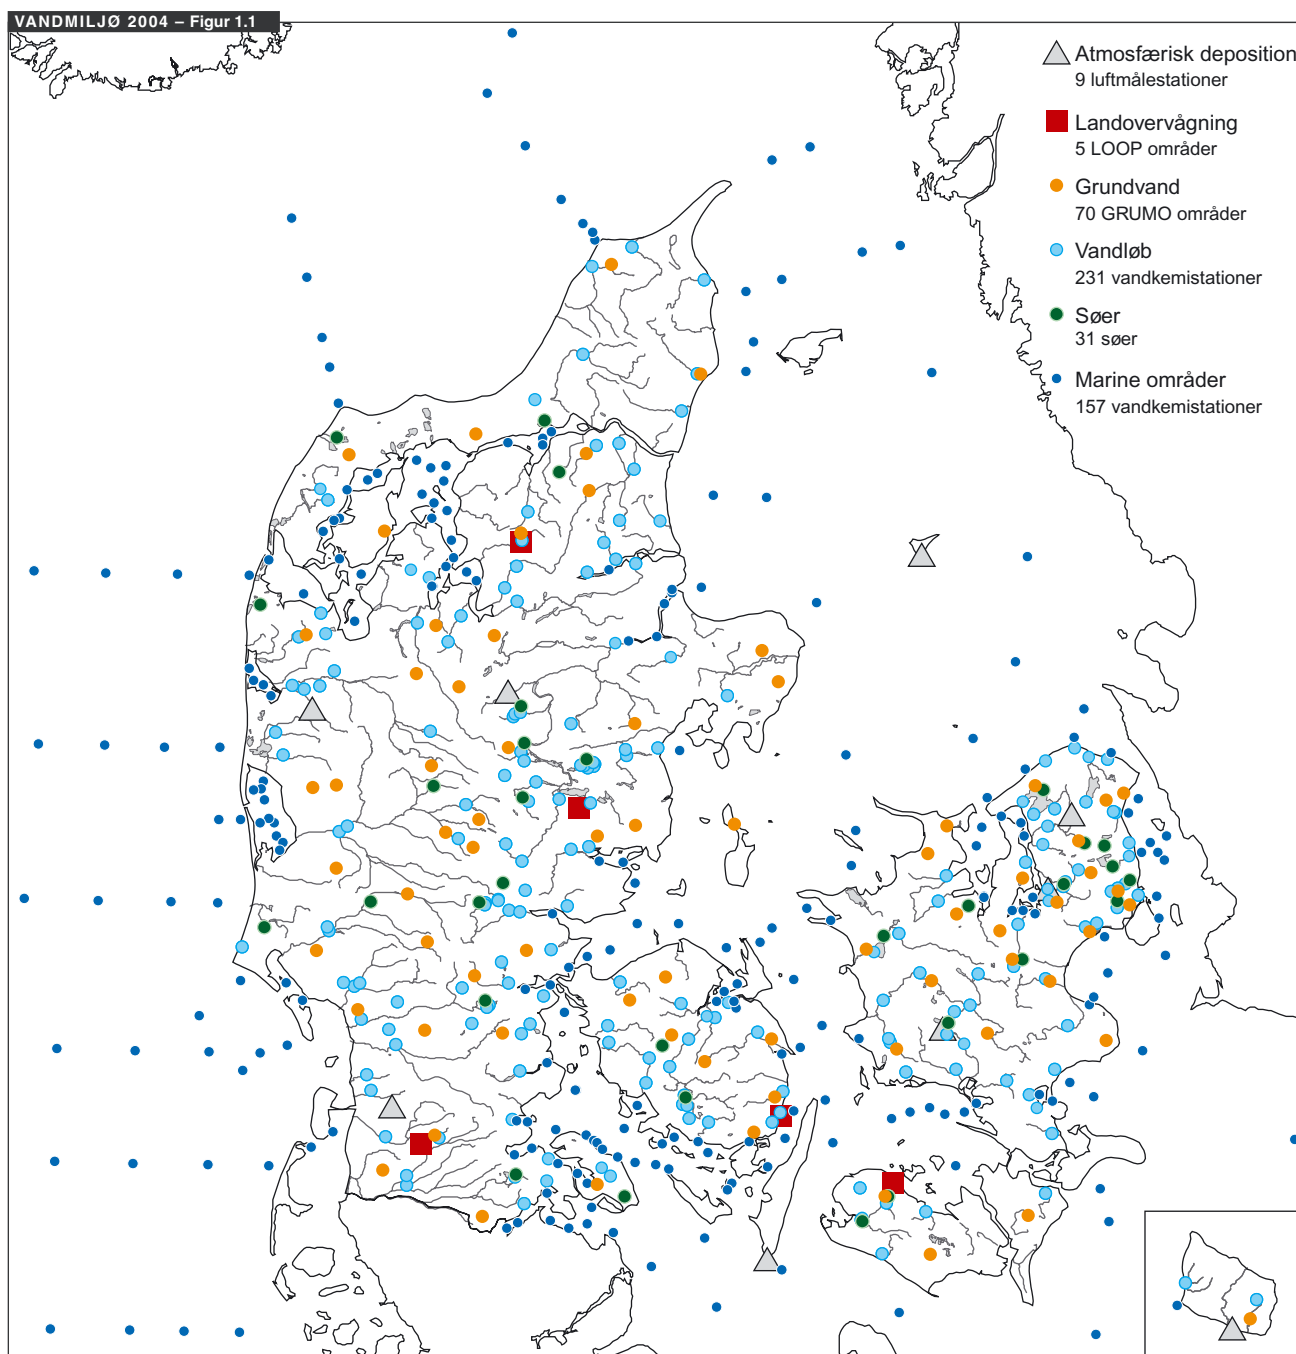 VANDMILJØ 2004 – Figur 1.1
Atmosfærisk deposition
9 luftmålestationer
Landovervågning
5 LOOP områder
Grundvand
70 GRUMO områder
Vandløb
231 vandkemistationer
Søer
31 søer
Marine områder
157 vandkemistationer